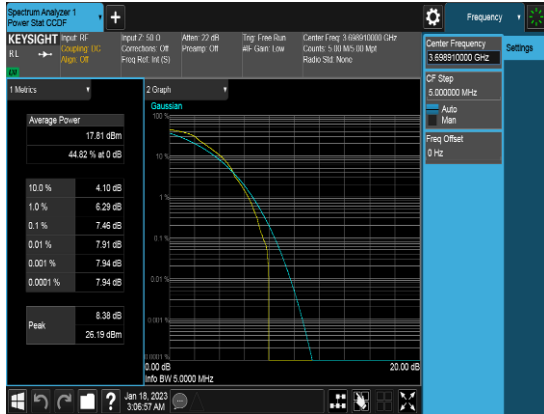 Spectrum Analyzer 1
Power Stat CCDF
Frequency
KEYSIGHT
RL
Input: RF
Coupling: DC
Align: Off
Input Z: 50 Ω
Corrections: Off
Freq Ref: Int (S)
Atten: 22 dB
Preamp: Off
Trig: Free Run
#IF Gain: Low
Center Freq: 3.698910000 GHz
Counts: 5.00 M/5.00 Mpt
Radio Std: None
Center Frequency
3.698910000 GHz
Settings
CF Step
5.000000 MHz
Auto
Man
Freq Offset
0 Hz
1 Metrics
2 Graph
Gaussian
Average Power
17.81 dBm
44.82 % at 0 dB
10.0 % 4.10 dB
1.0 % 6.29 dB
0.1 % 7.46 dB
0.01 % 7.91 dB
0.001 % 7.94 dB
0.0001 % 7.94 dB
Peak
8.38 dB
26.19 dBm
100 %
10 %
1 %
0.1 %
0.01 %
0.001 %
0.0001 %
0.00 dB
20.00 dB
Info BW 5.0000 MHz
?
Jan 18, 2023
3:06:57 AM